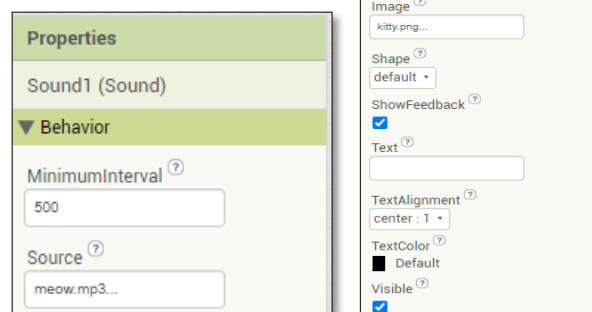 Properties
Sound1 (Sound)
Behavior
MinimumInterval ?
500
Source ?
meow.mp3...
Image ?
kitty.png...
Shape ?
default
ShowFeedback ?
Text ?
TextAlignment ?
center : 1
TextColor ?
Default
Visible ?